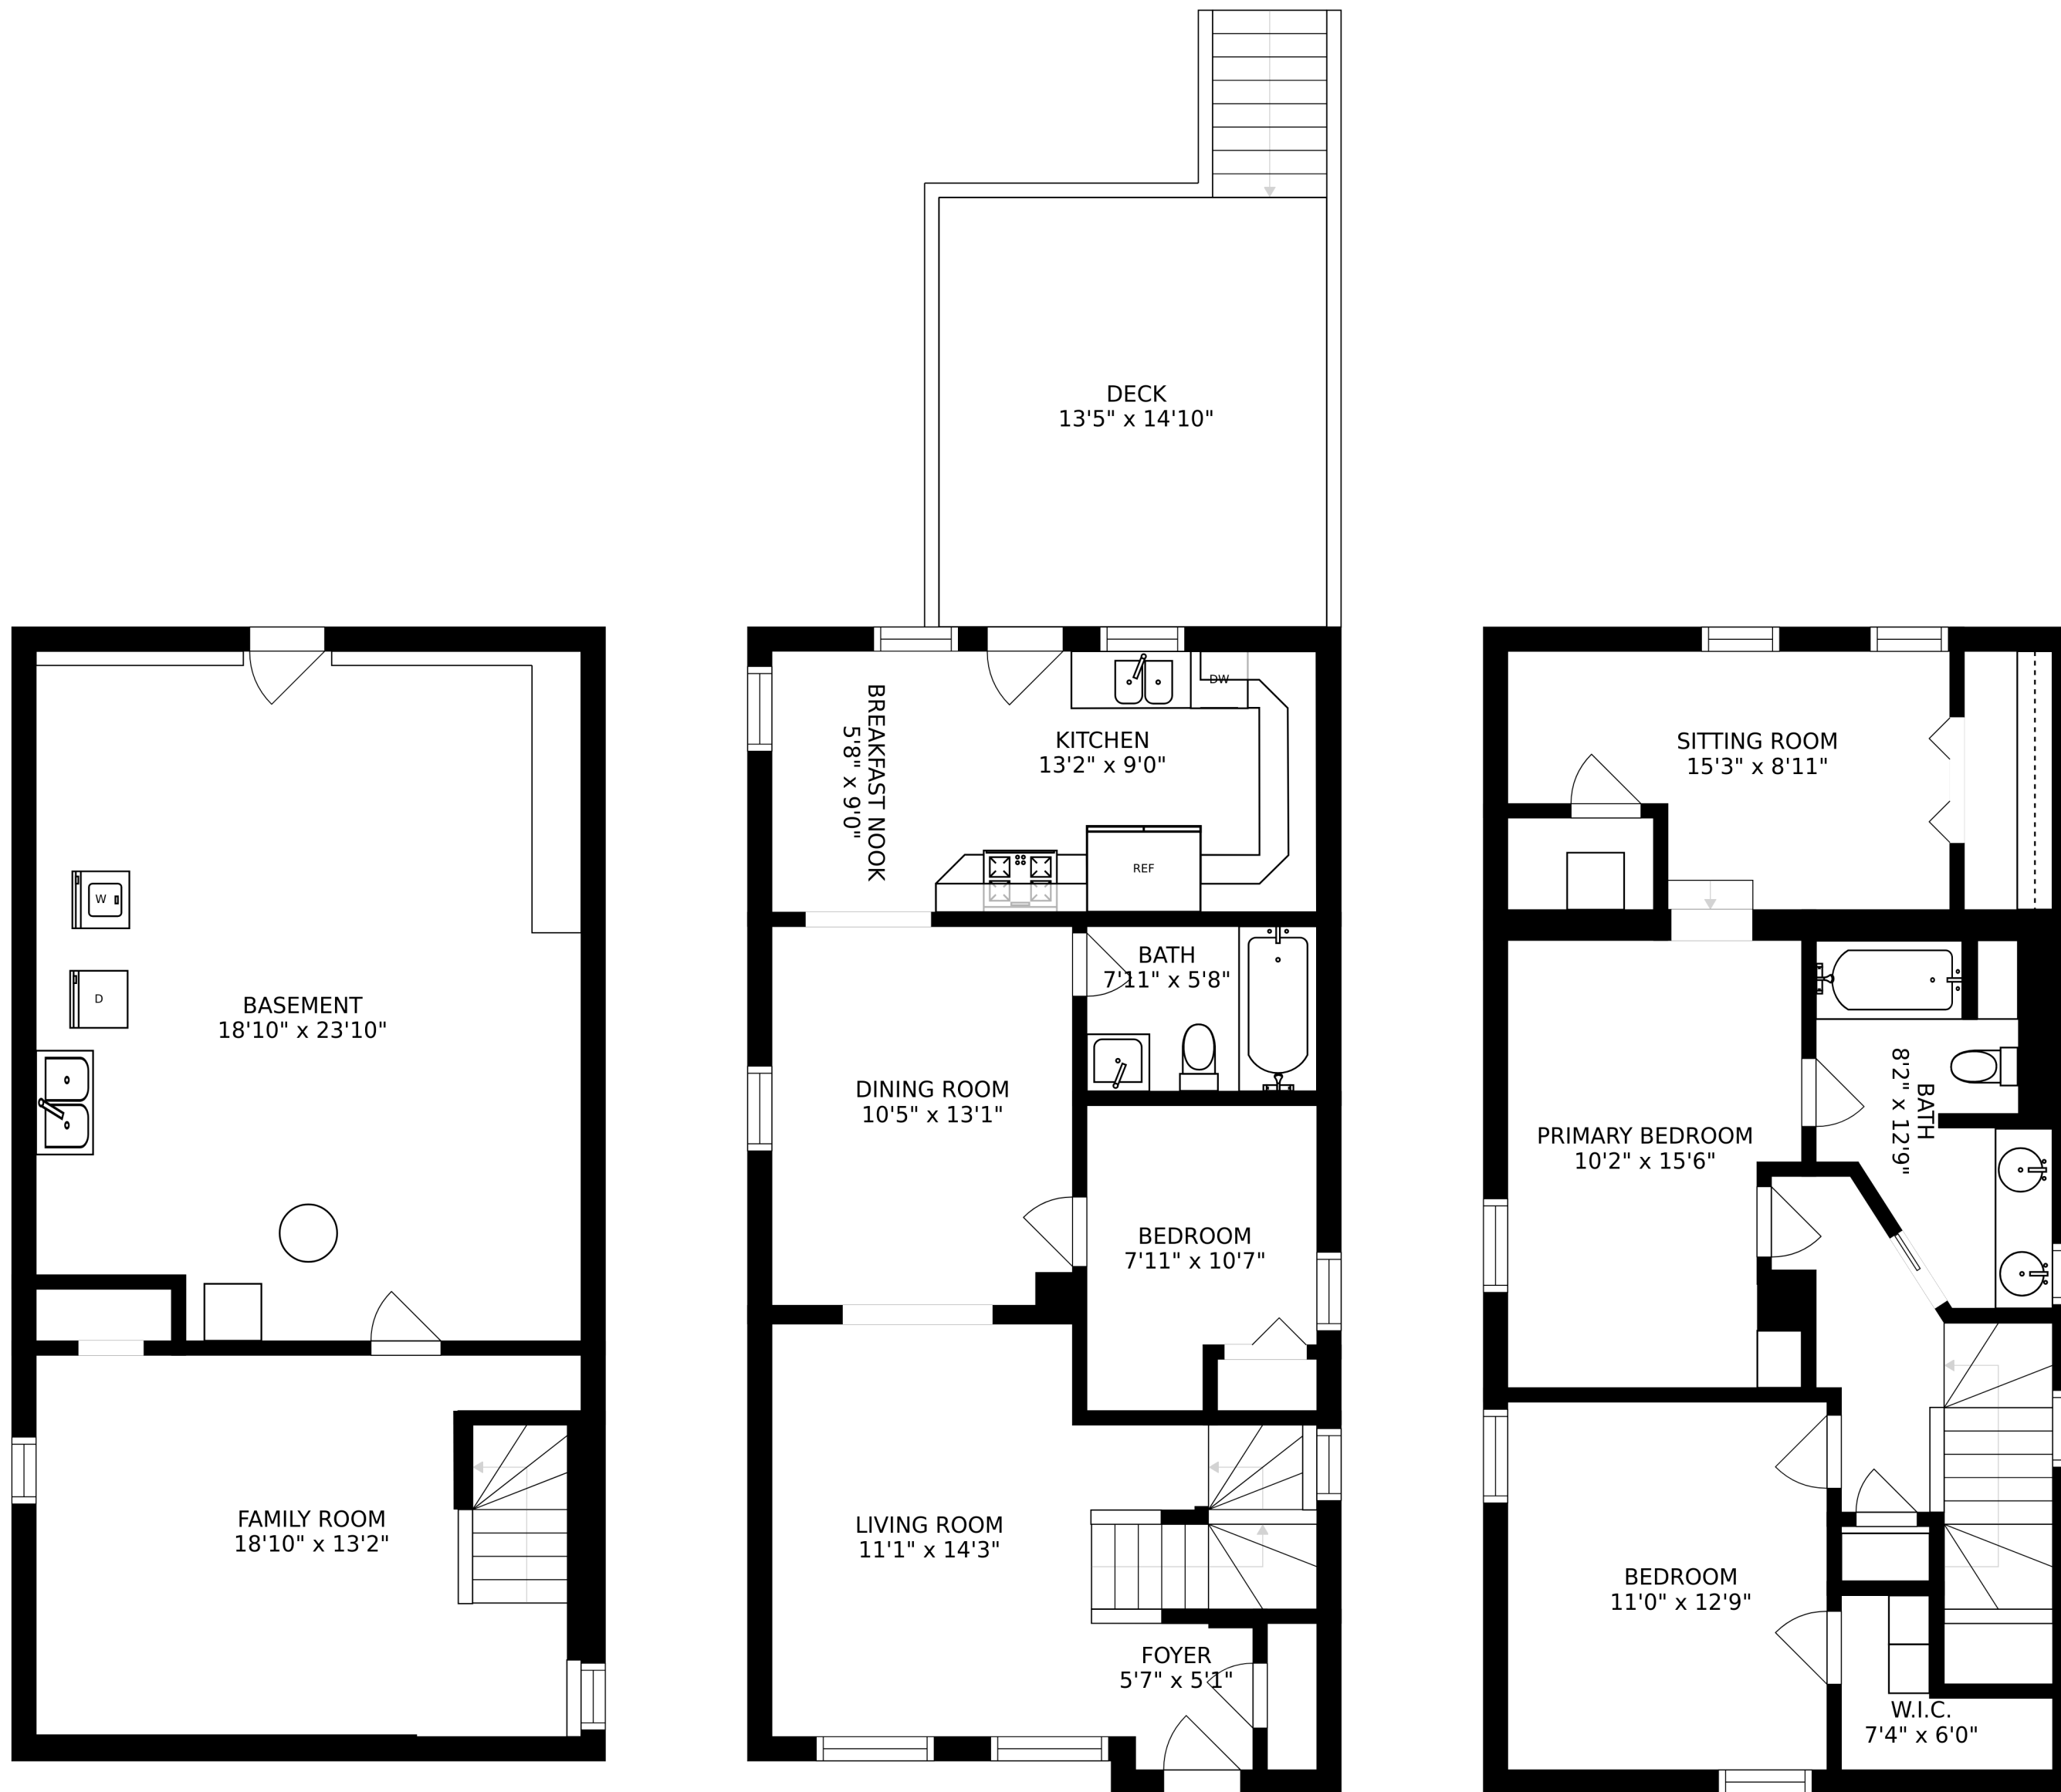 W
D
BASEMENT
18'10" x 23'10"
FAMILY ROOM
18'10" x 13'2"
DECK
13'5" x 14'10"
BREAKFAST NOOK
5'8" x 9'0"
KITCHEN
13'2" x 9'0"
DW
REF
BATH
7'11" x 5'8"
DINING ROOM
10'5" x 13'1"
BEDROOM
7'11" x 10'7"
LIVING ROOM
11'1" x 14'3"
FOYER
5'7" x 5'1"
SITTING ROOM
15'3" x 8'11"
PRIMARY BEDROOM
10'2" x 15'6"
BATH
8'2" x 12'9"
BEDROOM
11'0" x 12'9"
W.I.C.
7'4" x 6'0"